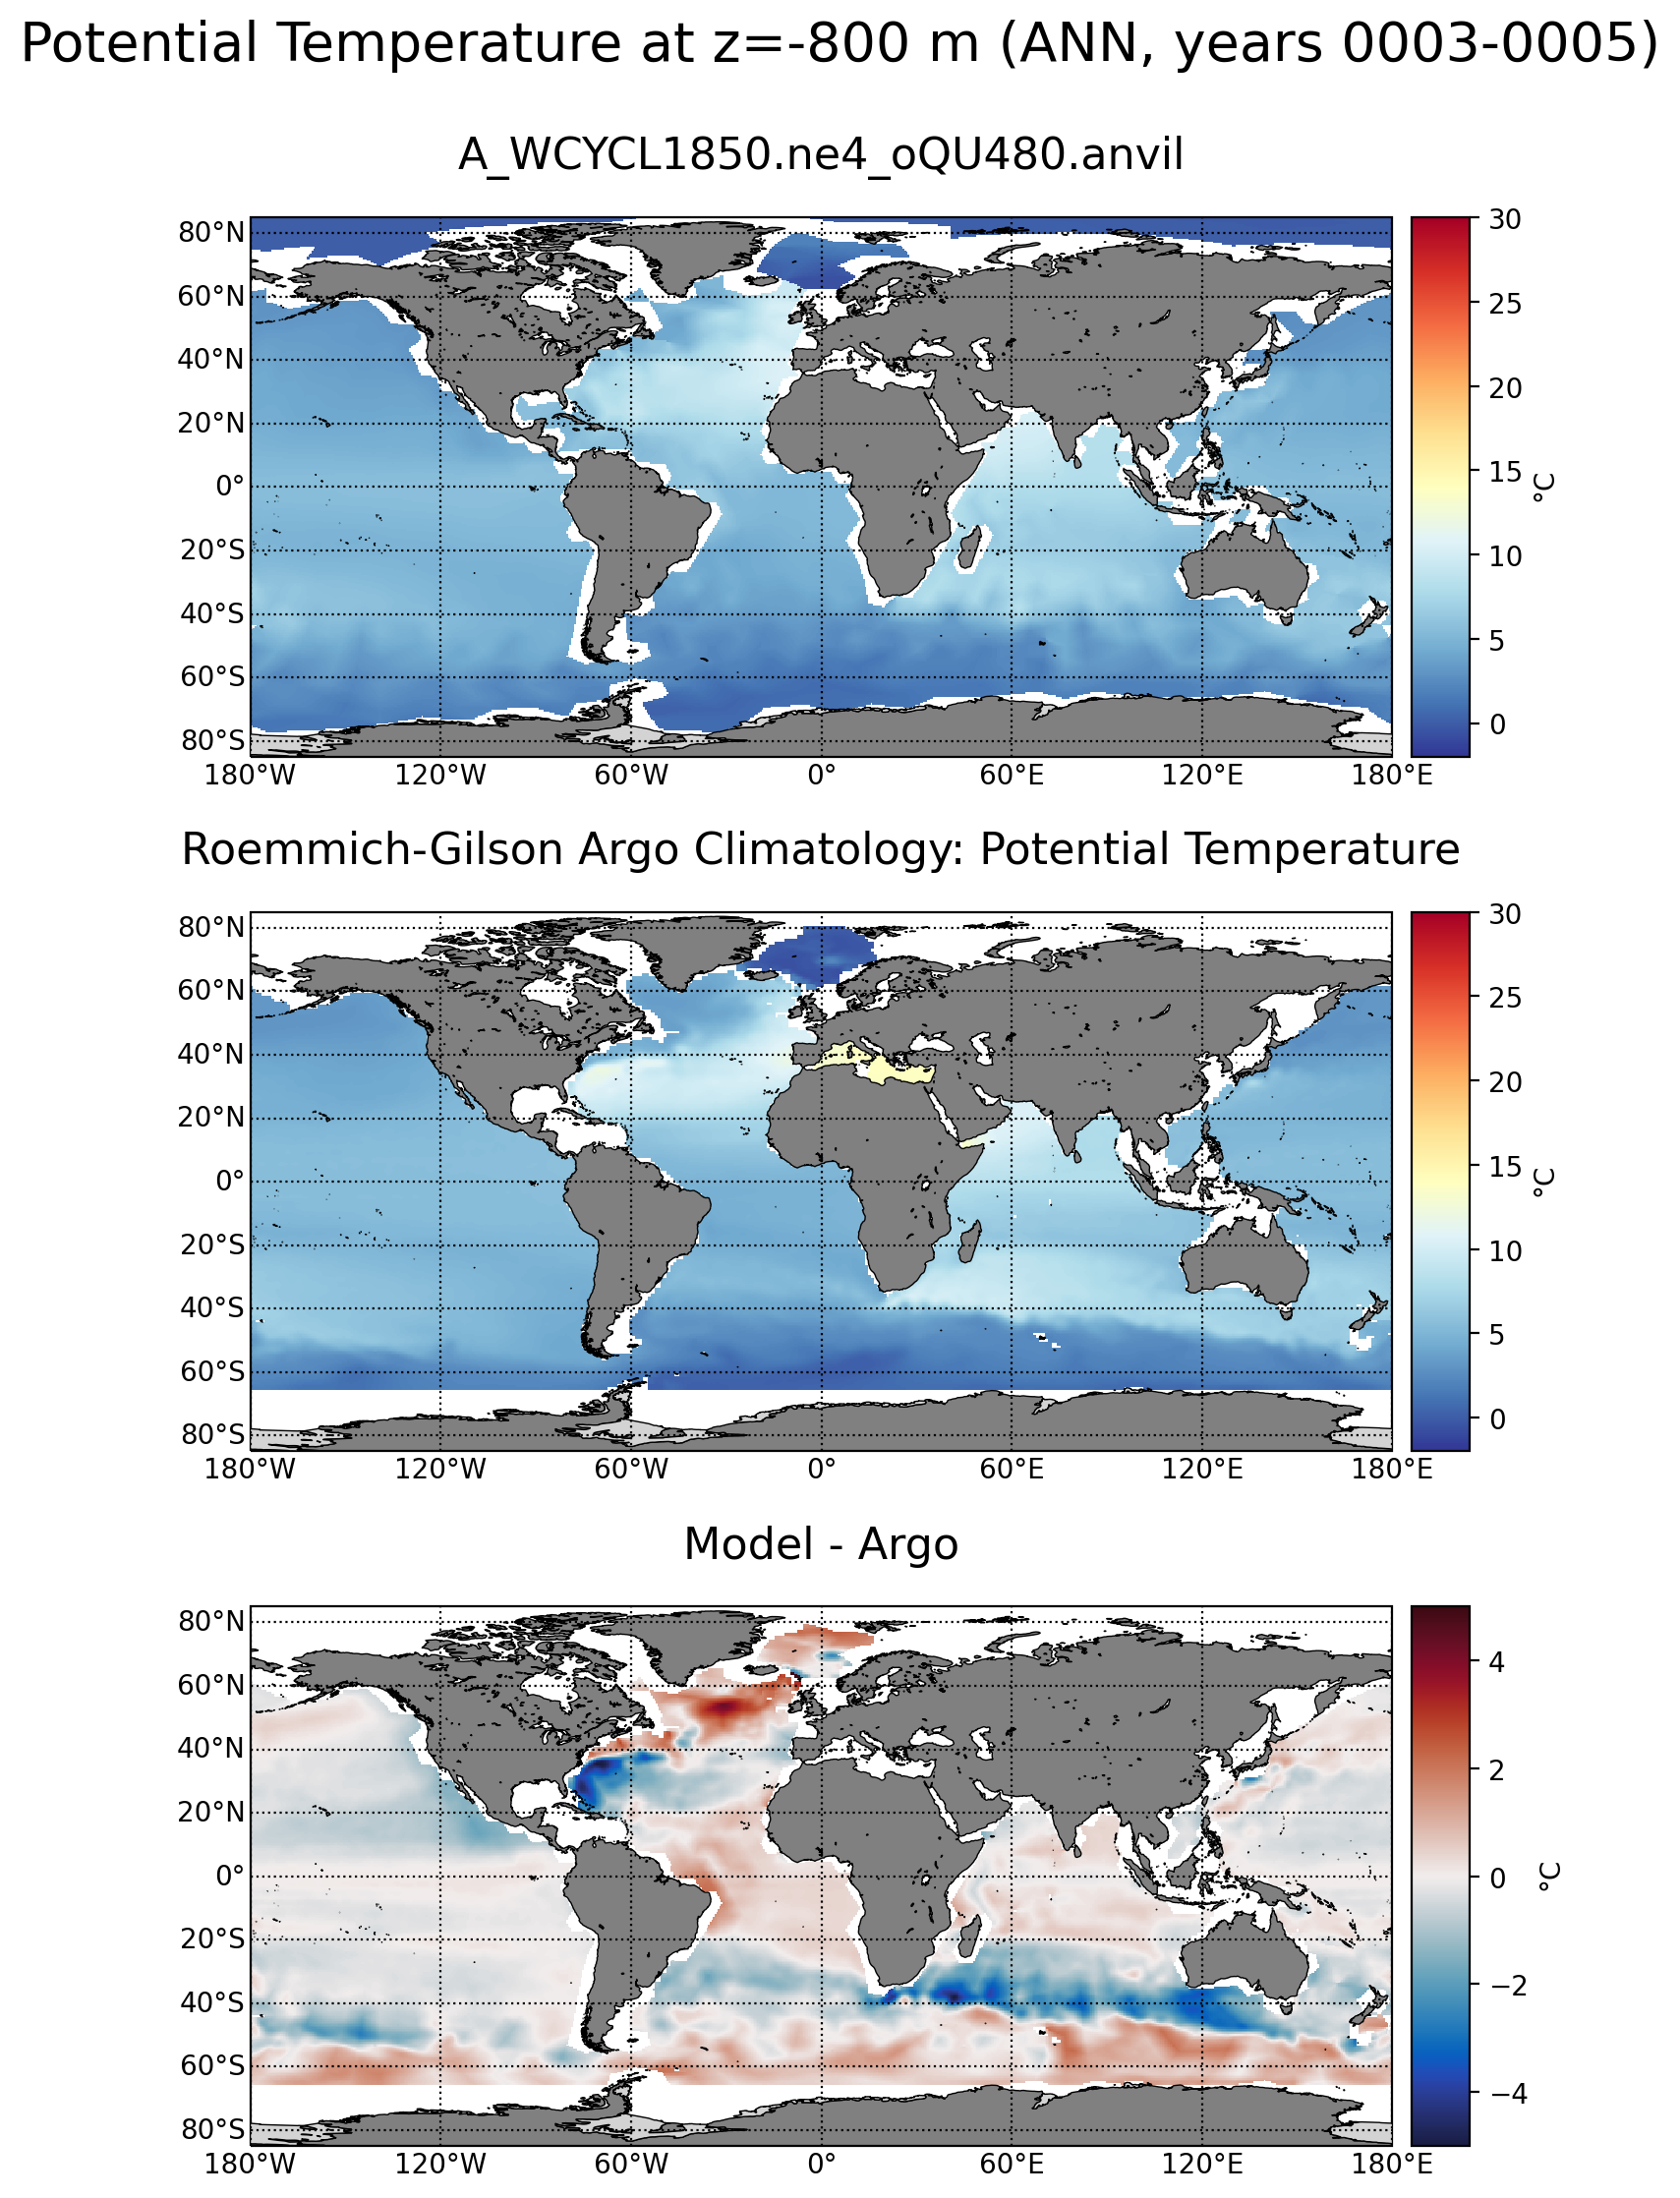 Potential Temperature at z=-800 m (ANN, years 0003-0005)
A_WCYCL1850.ne4_oQU480.anvil
80°N
60°N
40°N
20°N
0°
20°S
40°S
60°S
80°S
180°W 120°W 60°W 0° 60°E 120°E 180°E
30
25
20
15
10
5
0
°C
Roemmich-Gilson Argo Climatology: Potential Temperature
80°N
60°N
40°N
20°N
0°
20°S
40°S
60°S
80°S
180°W 120°W 60°W 0° 60°E 120°E 180°E
30
25
20
15
10
5
0
°C
Model - Argo
80°N
60°N
40°N
20°N
0°
20°S
40°S
60°S
80°S
180°W 120°W 60°W 0° 60°E 120°E 180°E
4
2
0
−2
−4
°C